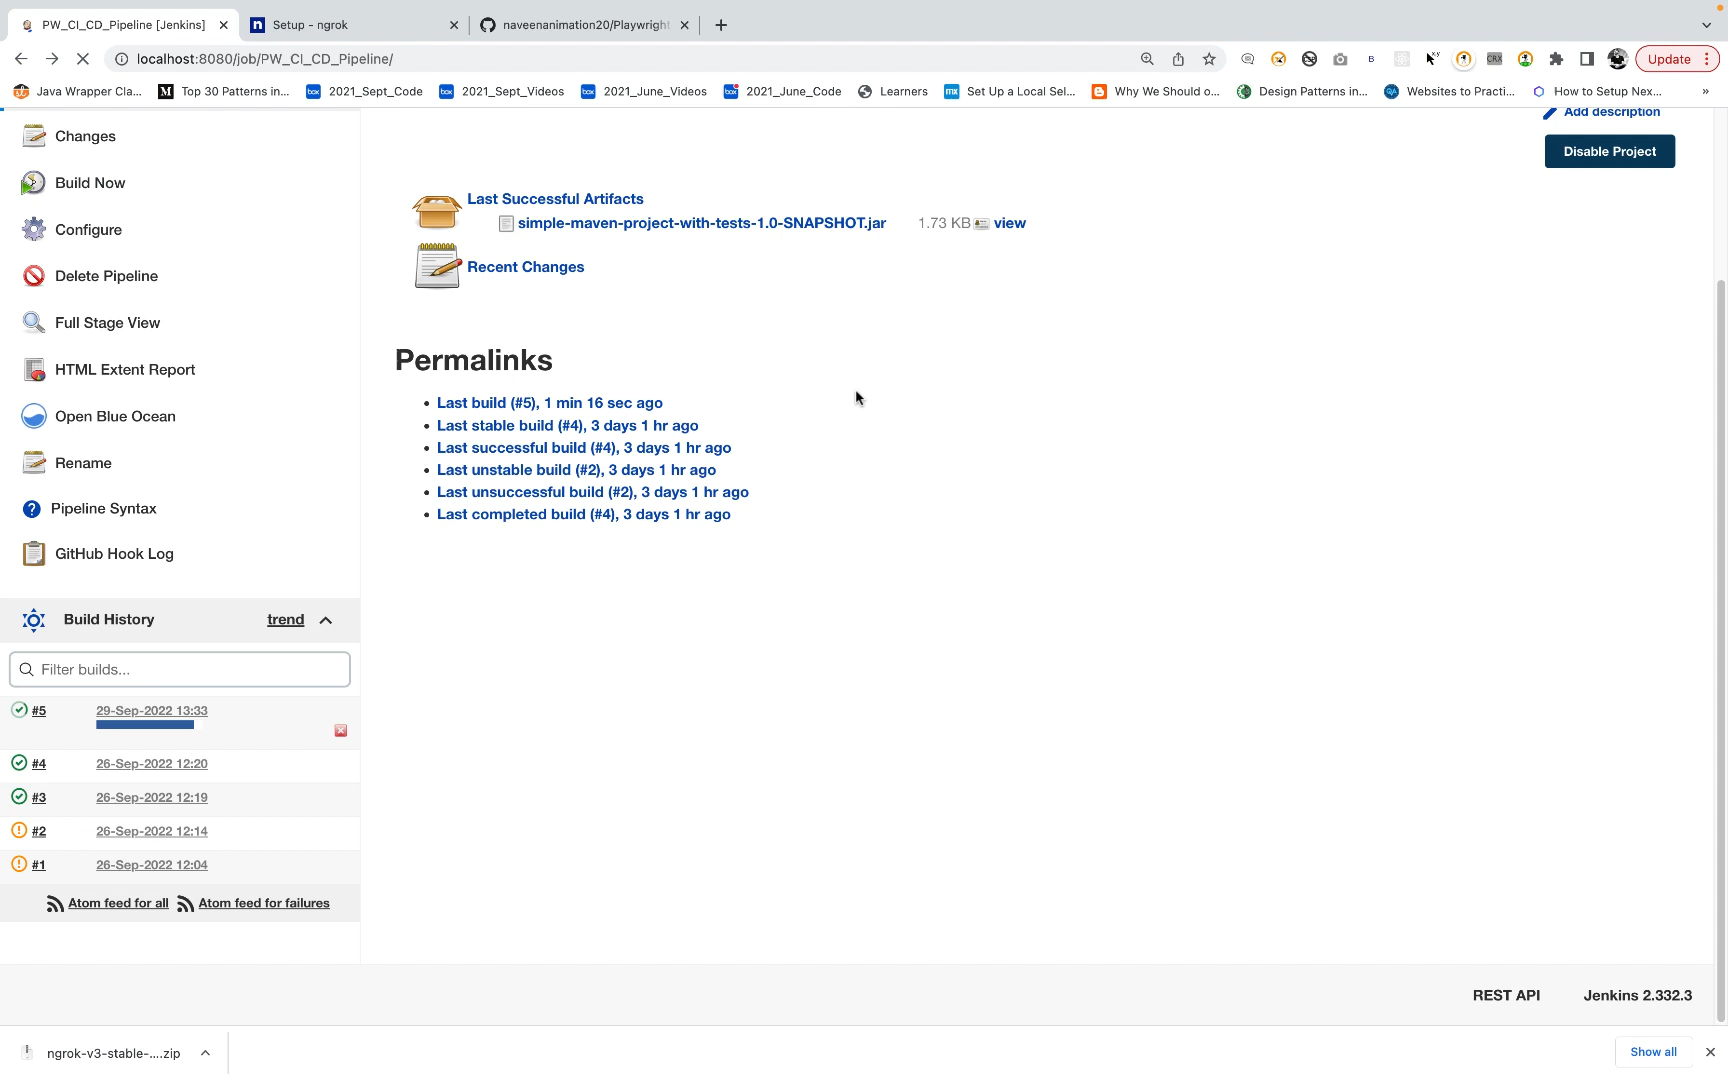 PW_CI_CD_Pipeline [Jenkins]
Setup - ngrok
naveenanimation20/Playwright
localhost:8080/job/PW_CI_CD_Pipeline/
B
CRX
Update
Java Wrapper Cla...
Top 30 Patterns in...
2021_Sept_Code
2021_Sept_Videos
2021_June_Videos
2021_June_Code
Learners
Set Up a Local Sel...
Why We Should o...
Design Patterns in...
Websites to Practi...
How to Setup Nex...
»
Add description
Disable Project
Changes
Build Now
Configure
Delete Pipeline
Full Stage View
HTML Extent Report
Open Blue Ocean
Rename
Pipeline Syntax
GitHub Hook Log
Last Successful Artifacts
simple-maven-project-with-tests-1.0-SNAPSHOT.jar 1.73 KB view
Recent Changes
Permalinks
Last build (#5), 1 min 16 sec ago
Last stable build (#4), 3 days 1 hr ago
Last successful build (#4), 3 days 1 hr ago
Last unstable build (#2), 3 days 1 hr ago
Last unsuccessful build (#2), 3 days 1 hr ago
Last completed build (#4), 3 days 1 hr ago
Build History trend
Filter builds...
#5 29-Sep-2022 13:33
#4 26-Sep-2022 12:20
#3 26-Sep-2022 12:19
#2 26-Sep-2022 12:14
#1 26-Sep-2022 12:04
Atom feed for all Atom feed for failures
REST API Jenkins 2.332.3
ngrok-v3-stable-....zip
Show all